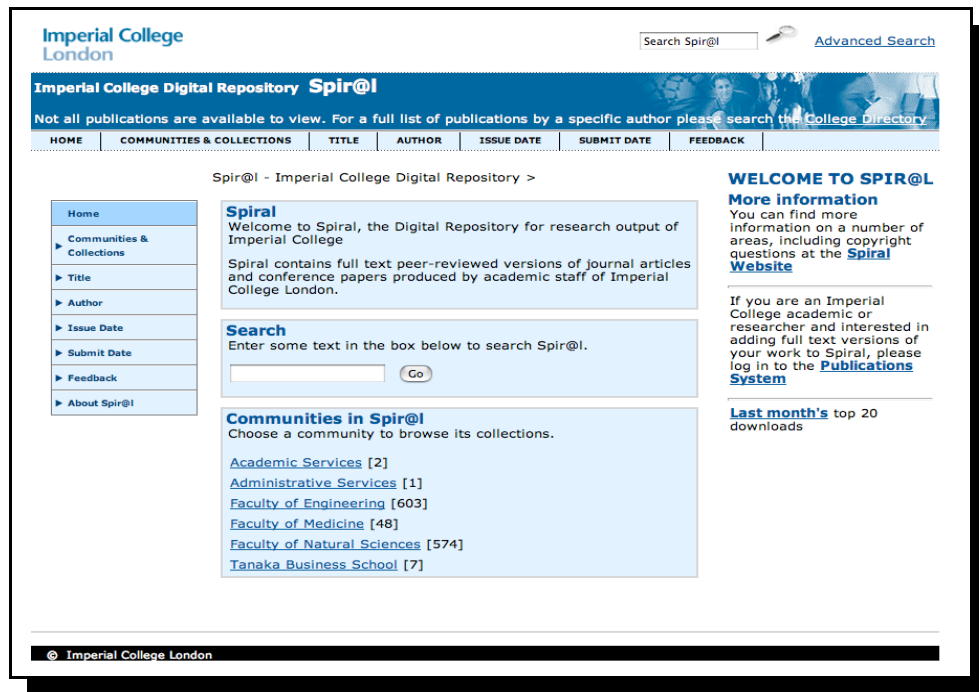 Imperial College
London
Search Spir@l
Advanced Search
Imperial College Digital Repository Spir@l
Not all publications are available to view. For a full list of publications by a specific author please search the College Directory
HOME
COMMUNITIES & COLLECTIONS
TITLE
AUTHOR
ISSUE DATE
SUBMIT DATE
FEEDBACK
Spir@l - Imperial College Digital Repository >
Home
Communities &
Collections
Title
Author
Issue Date
Submit Date
Feedback
About Spir@l
Spiral
Welcome to Spiral, the Digital Repository for research output of
Imperial College
Spiral contains full text peer-reviewed versions of journal articles
and conference papers produced by academic staff of Imperial
College London.
Search
Enter some text in the box below to search Spir@l.
Go
Communities in Spir@l
Choose a community to browse its collections.
Academic Services [2]
Administrative Services [1]
Faculty of Engineering [603]
Faculty of Medicine [48]
Faculty of Natural Sciences [574]
Tanaka Business School [7]
WELCOME TO SPIR@L
More information
You can find more
information on a number of
areas, including copyright
questions at the Spiral
Website
If you are an Imperial
College academic or
researcher and interested in
adding full text versions of
your work to Spiral, please
log in to the Publications
System
Last month's top 20
downloads
© Imperial College London